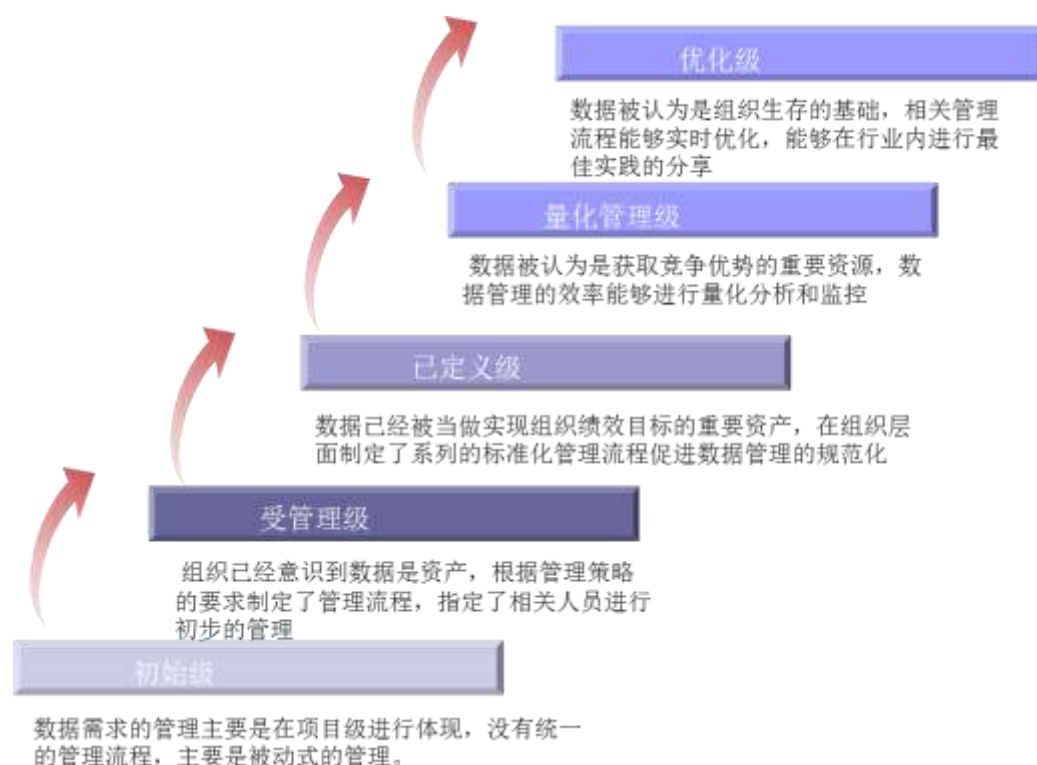 优化级
数据被认为是组织生存的基础，相关管理
流程能够实时优化，能够在行业内进行最
佳实践的分享
量化管理级
数据被认为是获取竞争优势的重要资源，数
据管理的效率能够进行量化分析和监控
已定义级
数据已经被当做实现组织绩效目标的重要资产，在组织层
面制定了系列的标准化管理流程促进数据管理的规范化
受管理级
组织已经意识到数据是资产，根据管理策略
的要求制定了管理流程，指定了相关人员进行
初步的管理
初始级
数据需求的管理主要是在项目级进行体现，没有统一
的管理流程，主要是被动式的管理。